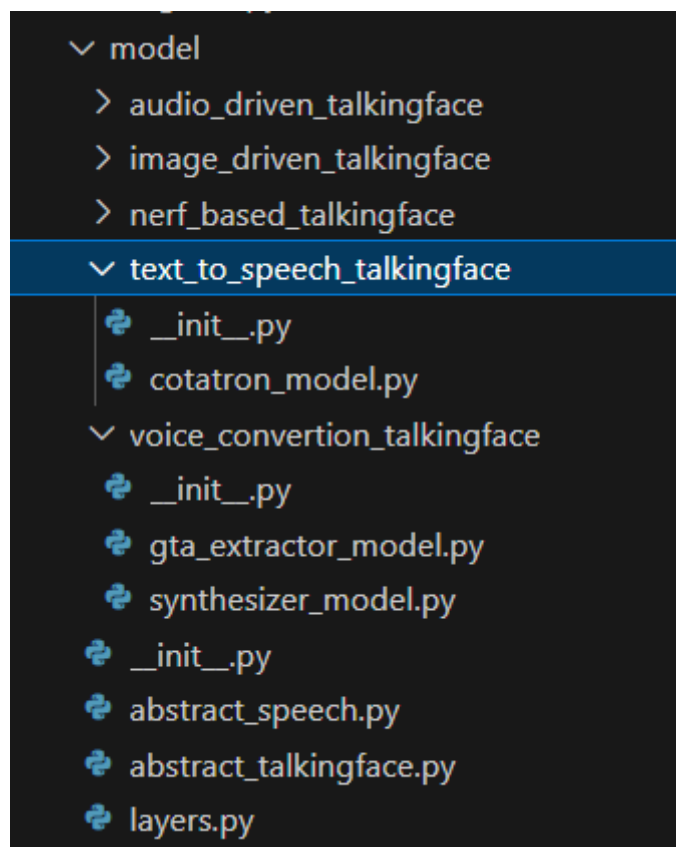 model
audio_driven_talkingface
image_driven_talkingface
nerf_based_talkingface
text_to_speech_talkingface
__init__.py
cotatron_model.py
voice_convertion_talkingface
__init__.py
gta_extractor_model.py
synthesizer_model.py
__init__.py
abstract_speech.py
abstract_talkingface.py
layers.py